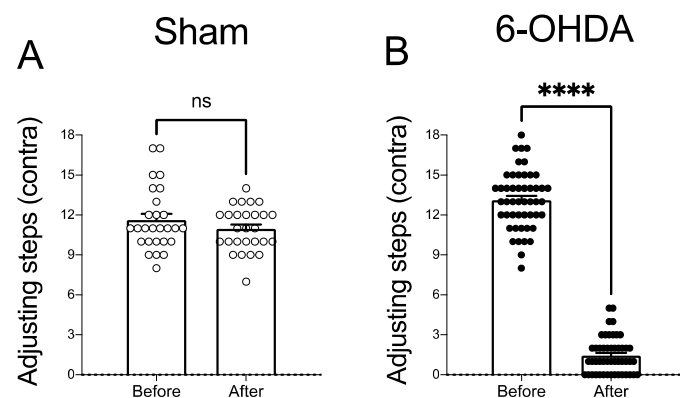 Sham
A
ns
Adjusting steps (contra)
18
15
12
9
6
3
0
Before After
6-OHDA
B
****
Adjusting steps (contra)
18
15
12
9
6
3
0
Before After